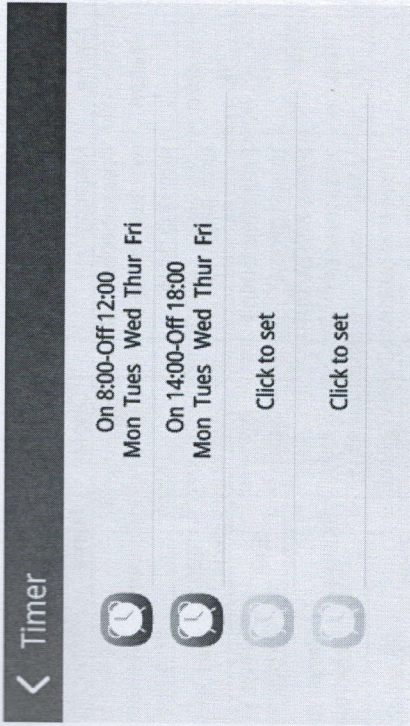 Timer
On 8:00-Off 12:00
Mon Tues Wed Thur Fri
On 14:00-Off 18:00
Mon Tues Wed Thur Fri
Click to set
Click to set